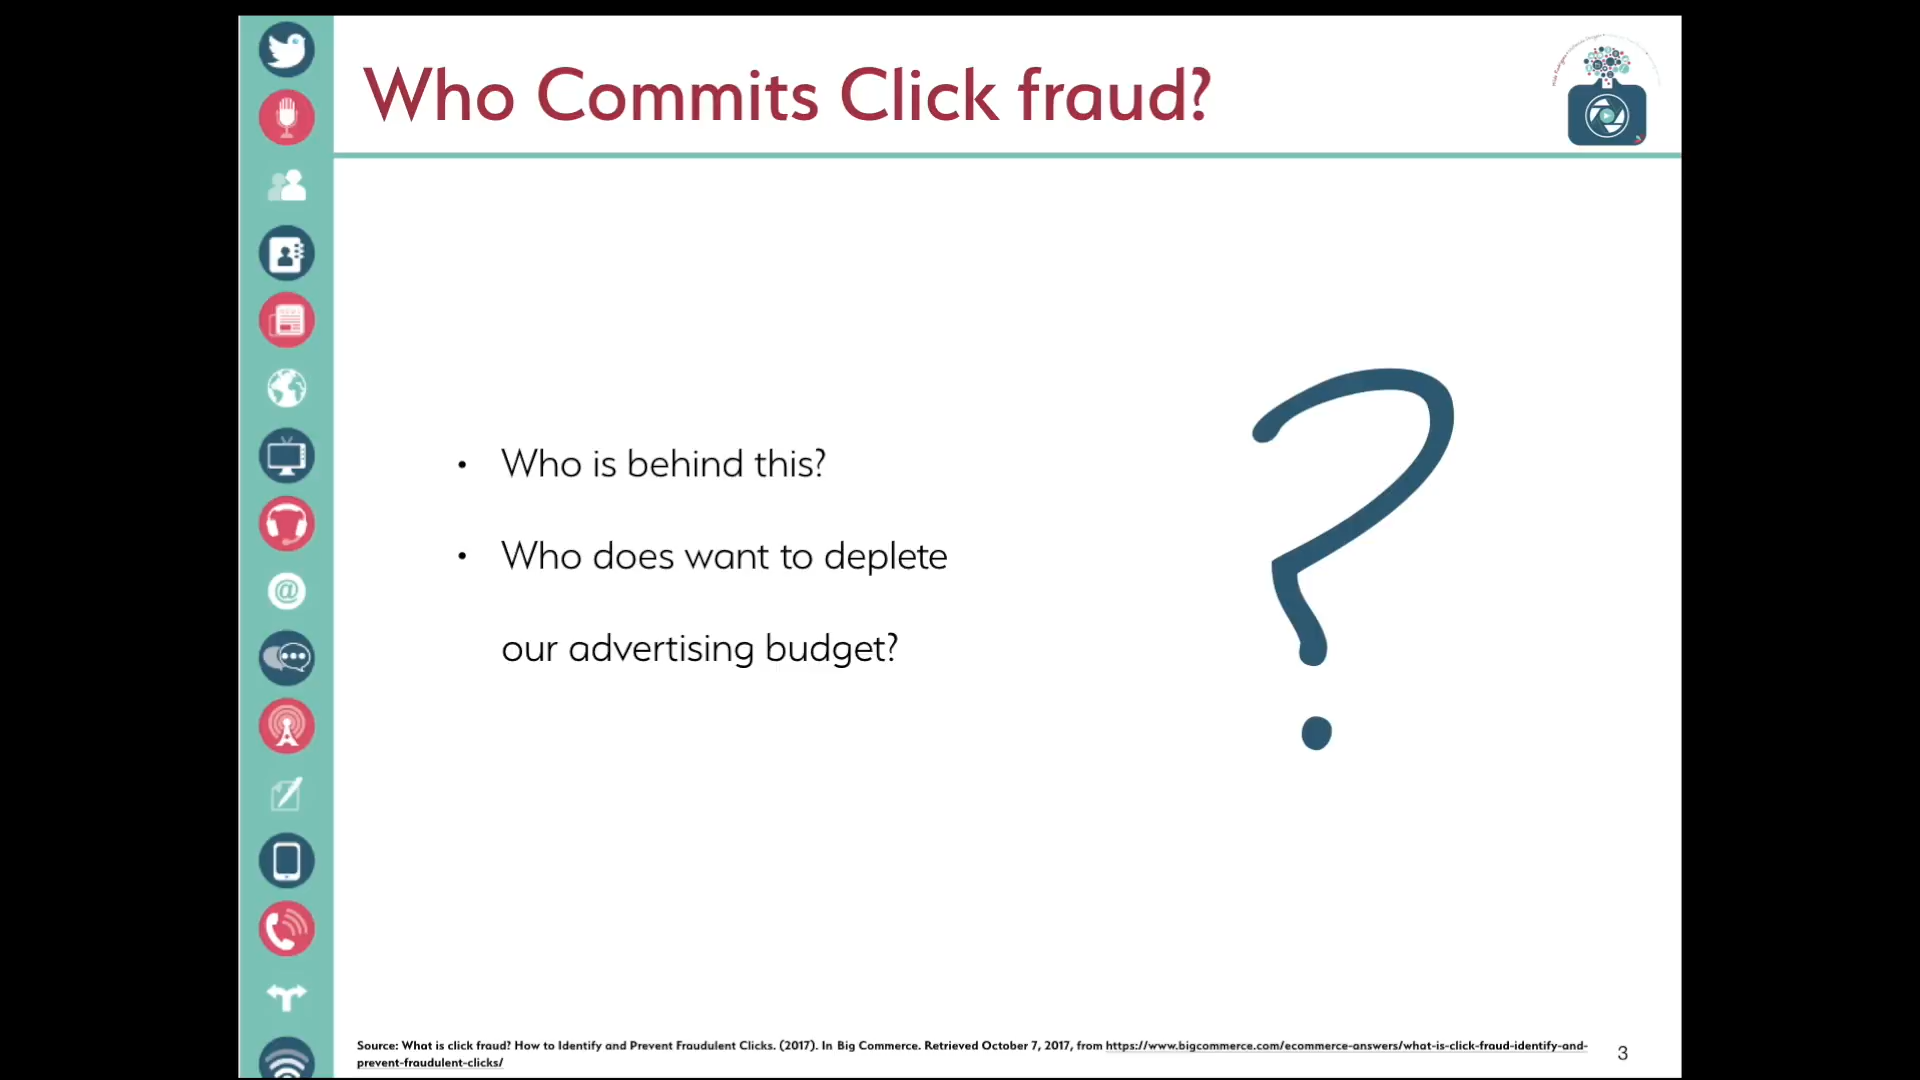 Who Commits Click fraud?
• Who is behind this?
• Who does want to deplete
our advertising budget?
Source: What is click fraud? How to Identify and Prevent Fraudulent Clicks. (2017). In Big Commerce. Retrieved October 7, 2017, from https://www.bigcommerce.com/ecommerce-answers/what-is-click-fraud-identify-and-
prevent-fraudulent-clicks/
3